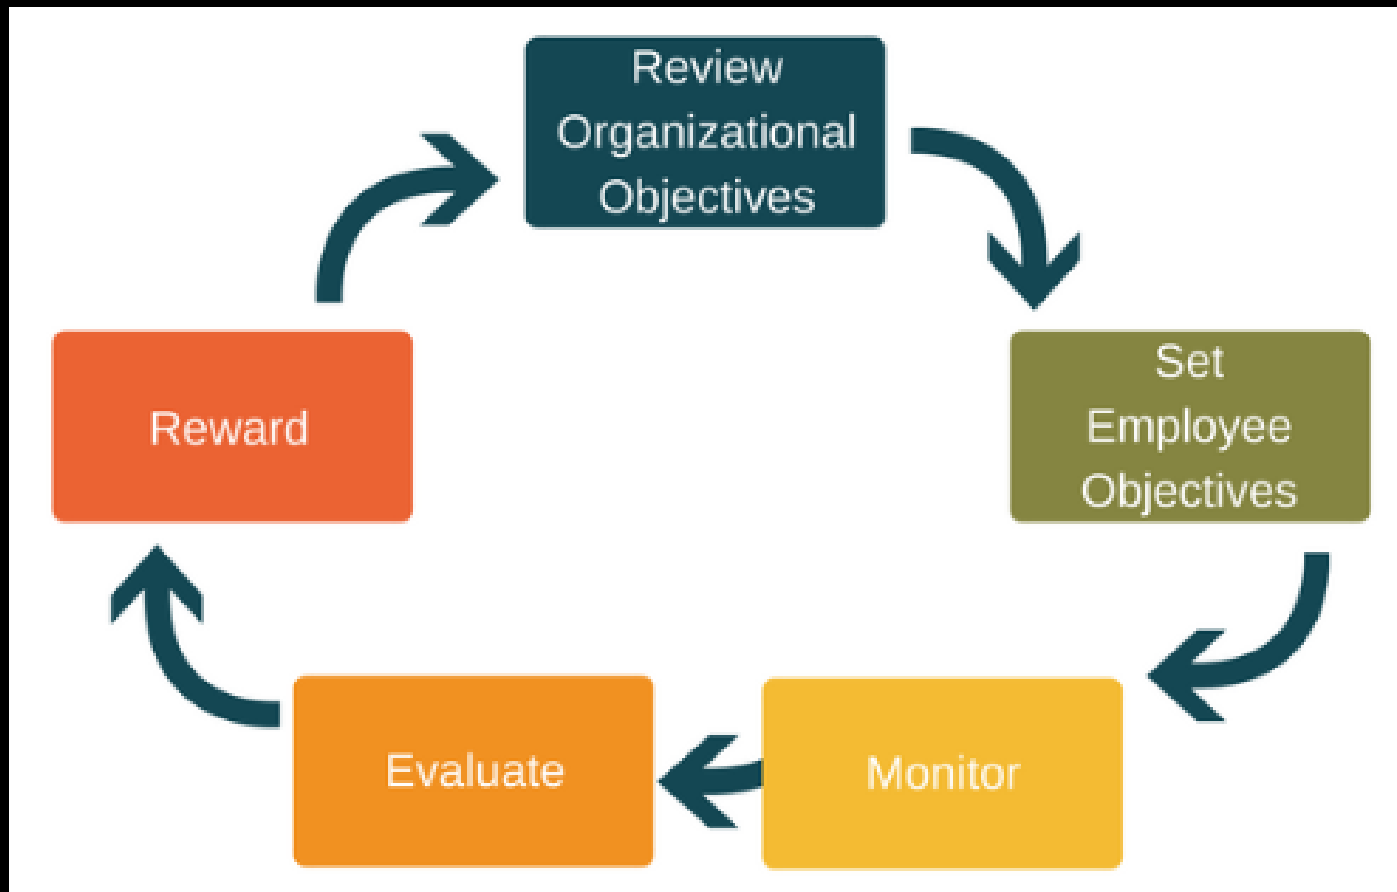 Review
Organizational
Objectives
Set
Employee
Objectives
Monitor
Evaluate
Reward